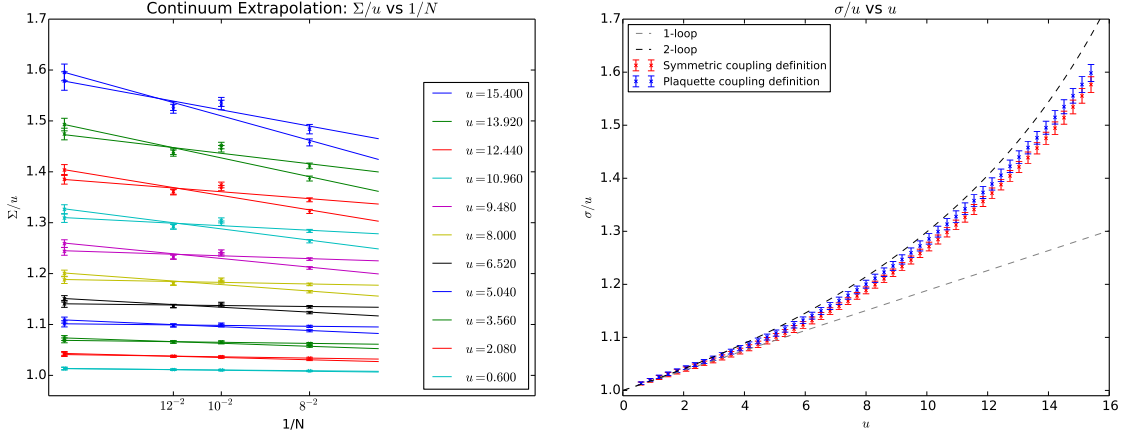 Continuum Extrapolation: Σ/u vs 1/N
1.7
1.6
1.5
1.4
1.3
1.2
1.1
1.0
Σ/u
12⁻²
10⁻²
8⁻²
1/N
u=15.400
u=13.920
u=12.440
u=10.960
u=9.480
u=8.000
u=6.520
u=5.040
u=3.560
u=2.080
u=0.600
σ/u vs u
1-loop
2-loop
Symmetric coupling definition
Plaquette coupling definition
1.7
1.6
1.5
1.4
1.3
1.2
1.1
1.0
σ/u
0
2
4
6
8
10
12
14
16
u